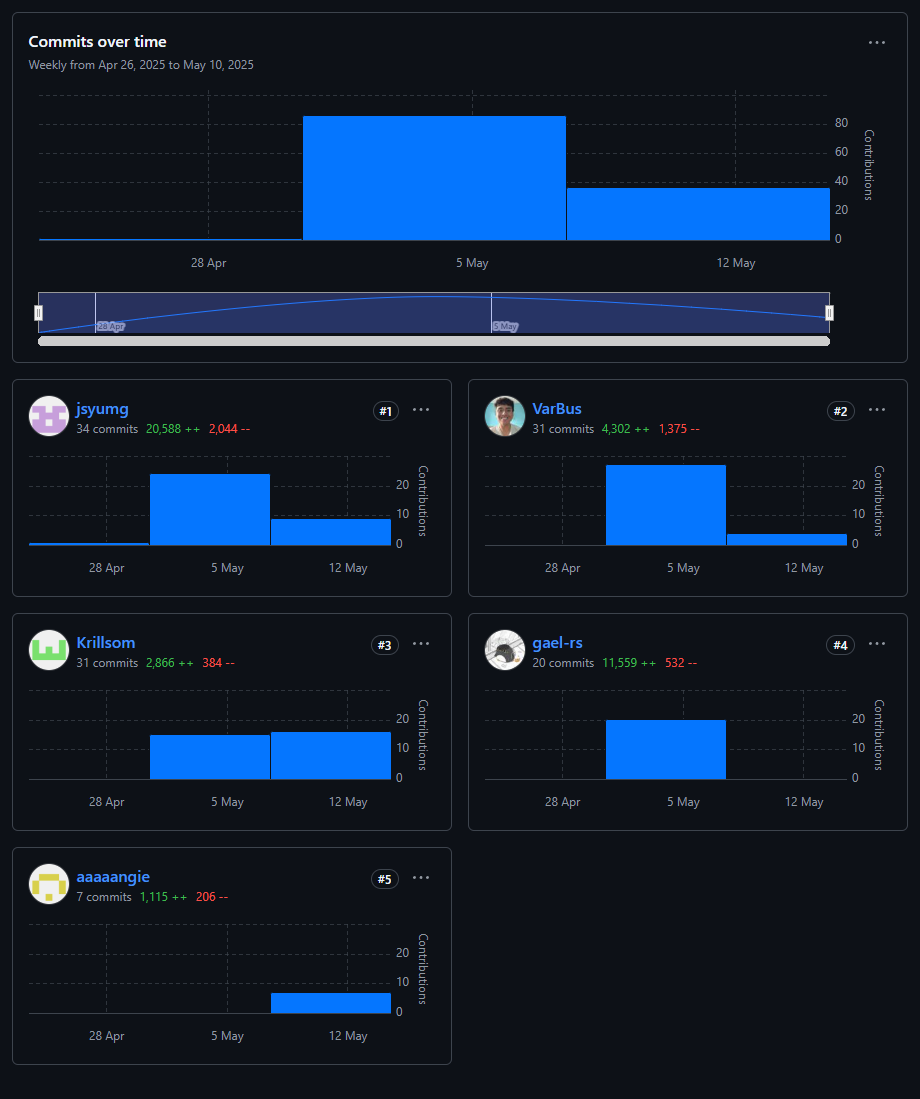 Commits over time
Weekly from Apr 26, 2025 to May 10, 2025
80
60
40
20
0
Contributions
28 Apr
5 May
12 May
28 Apr
5 May
jsyumg
#1
34 commits 20,588 ++ 2,044 --
20
10
0
Contributions
28 Apr
5 May
12 May
VarBus
#2
31 commits 4,302 ++ 1,375 --
20
10
0
Contributions
28 Apr
5 May
12 May
Krillsom
#3
31 commits 2,866 ++ 384 --
20
10
0
Contributions
28 Apr
5 May
12 May
gael-rs
#4
20 commits 11,559 ++ 532 --
20
10
0
Contributions
28 Apr
5 May
12 May
aaaaangie
#5
7 commits 1,115 ++ 206 --
20
10
0
Contributions
28 Apr
5 May
12 May